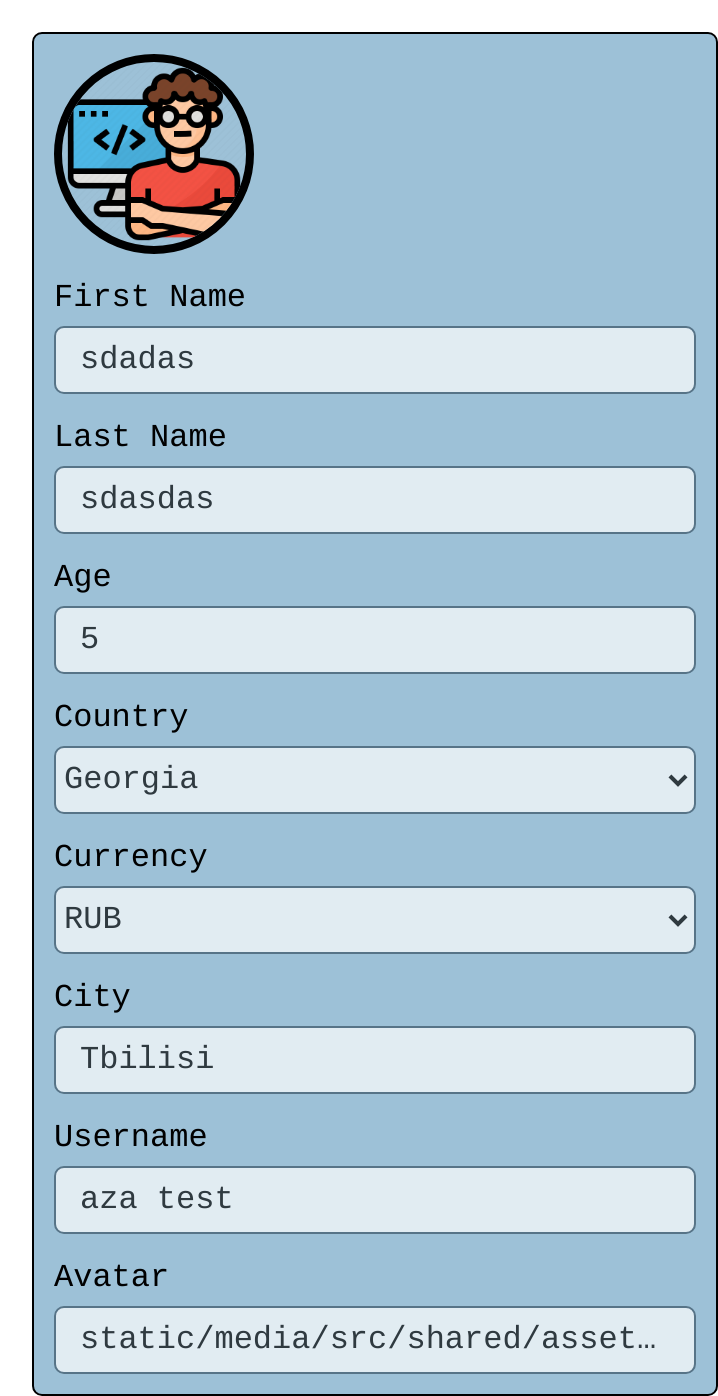 </>
First Name
sdadas
Last Name
sdasdas
Age
5
Country
Georgia
Currency
RUB
City
Tbilisi
Username
aza test
Avatar
static/media/src/shared/asset…